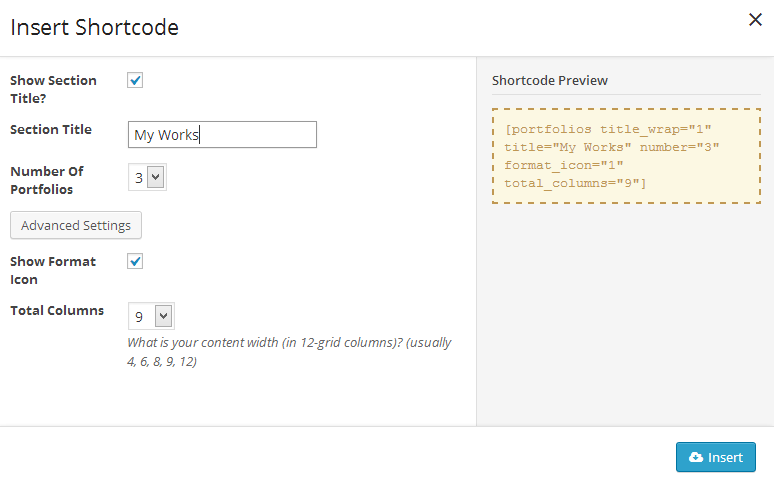 Insert Shortcode
Show Section
Title?
Section Title
My Works
Number Of
Portfolios
3
Advanced Settings
Show Format
Icon
Total Columns
9
What is your content width (in 12-grid columns)? (usually
4, 6, 8, 9, 12)
Shortcode Preview
[portfolios title_wrap="1"
title="My Works" number="3"
format_icon="1"
total_columns="9"]
Insert